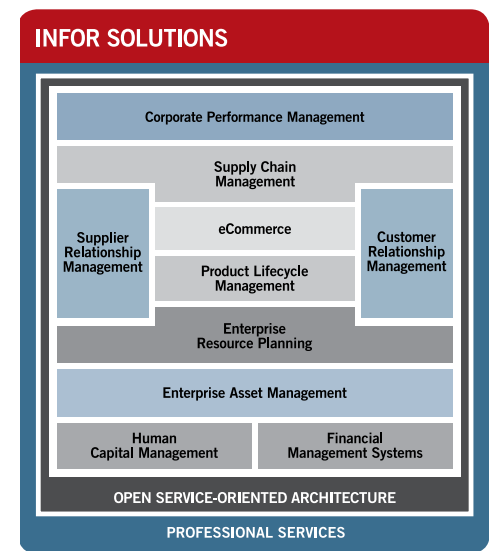 INFOR SOLUTIONS
Corporate Performance Management
Supply Chain
Management
Supplier
Relationship
Management
eCommerce
Customer
Relationship
Management
Product Lifecycle
Management
Enterprise
Resource Planning
Enterprise Asset Management
Human
Capital Management
Financial
Management Systems
OPEN SERVICE-ORIENTED ARCHITECTURE
PROFESSIONAL SERVICES